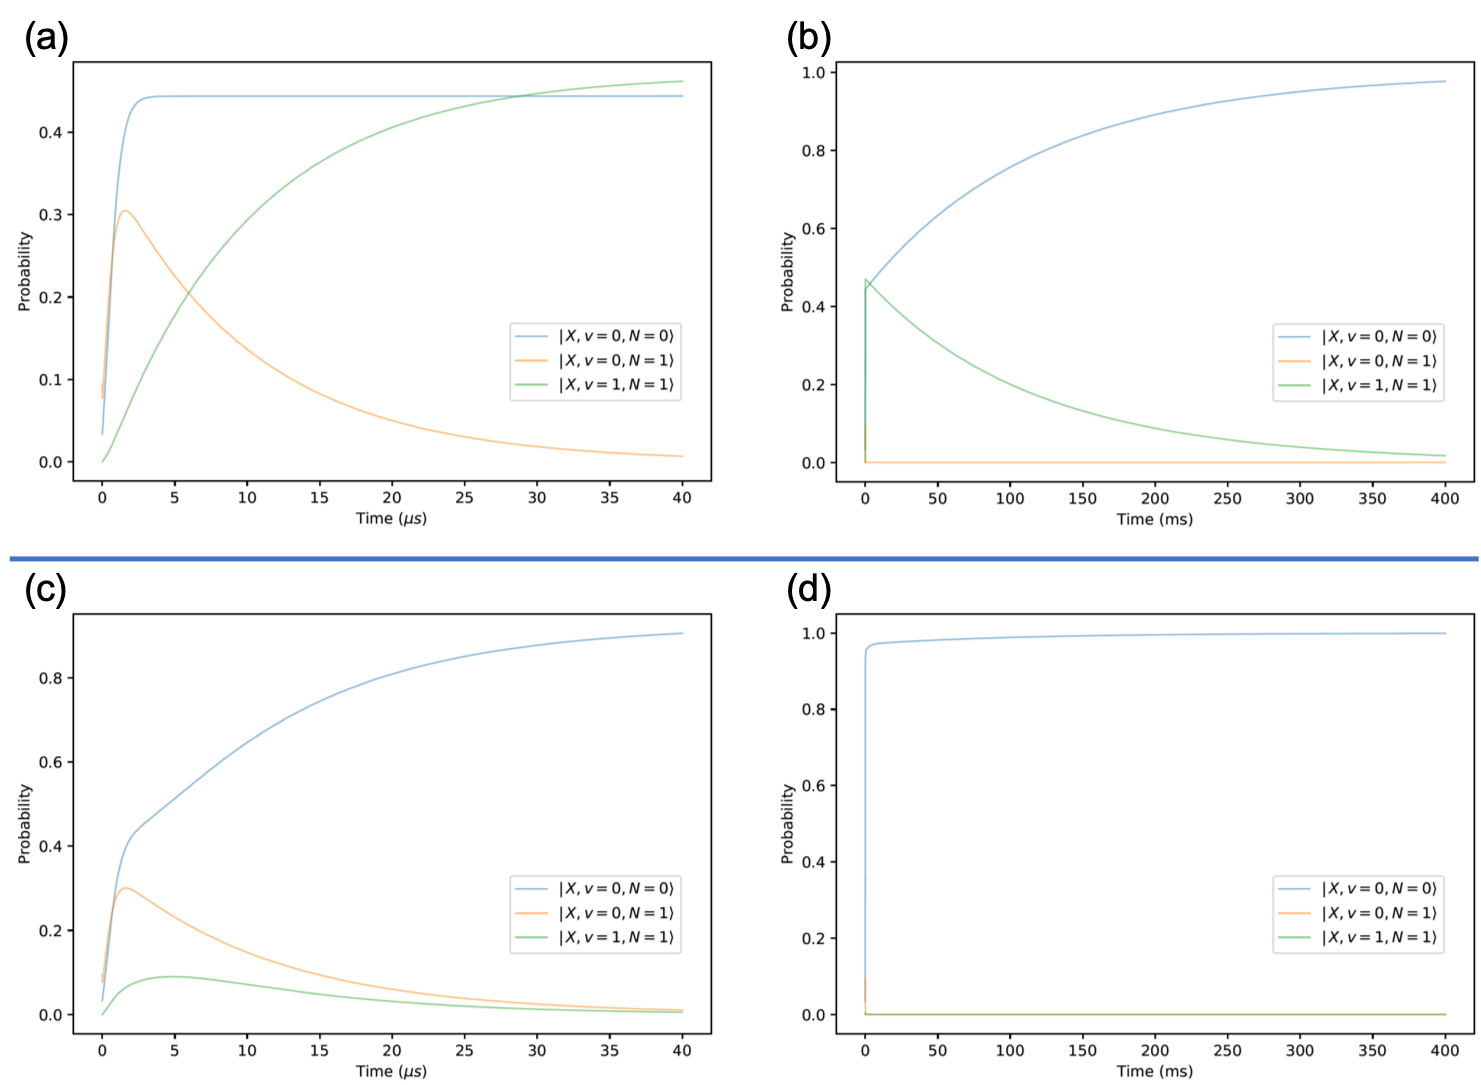 (a)
0.4
0.3
0.2
0.1
0.0
Probability
|X, v = 0, N = 0⟩
|X, v = 0, N = 1⟩
|X, v = 1, N = 1⟩
0 5 10 15 20 25 30 35 40
Time (μs)
(b)
1.0
0.8
0.6
0.4
0.2
0.0
Probability
|X, v = 0, N = 0⟩
|X, v = 0, N = 1⟩
|X, v = 1, N = 1⟩
0 50 100 150 200 250 300 350 400
Time (ms)
(c)
0.8
0.6
0.4
0.2
0.0
Probability
|X, v = 0, N = 0⟩
|X, v = 0, N = 1⟩
|X, v = 1, N = 1⟩
0 5 10 15 20 25 30 35 40
Time (μs)
(d)
1.0
0.8
0.6
0.4
0.2
0.0
Probability
|X, v = 0, N = 0⟩
|X, v = 0, N = 1⟩
|X, v = 1, N = 1⟩
0 50 100 150 200 250 300 350 400
Time (ms)